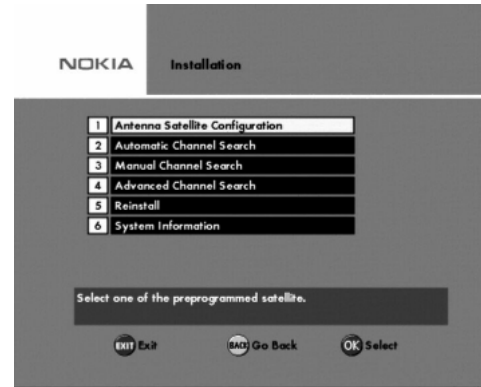 NOKIA Installation
1 Antenna Satellite Configuration
2 Automatic Channel Search
3 Manual Channel Search
4 Advanced Channel Search
5 Reinstall
6 System Information
Select one of the preprogrammed satellite.
EXIT Exit BACK Go Back OK Select